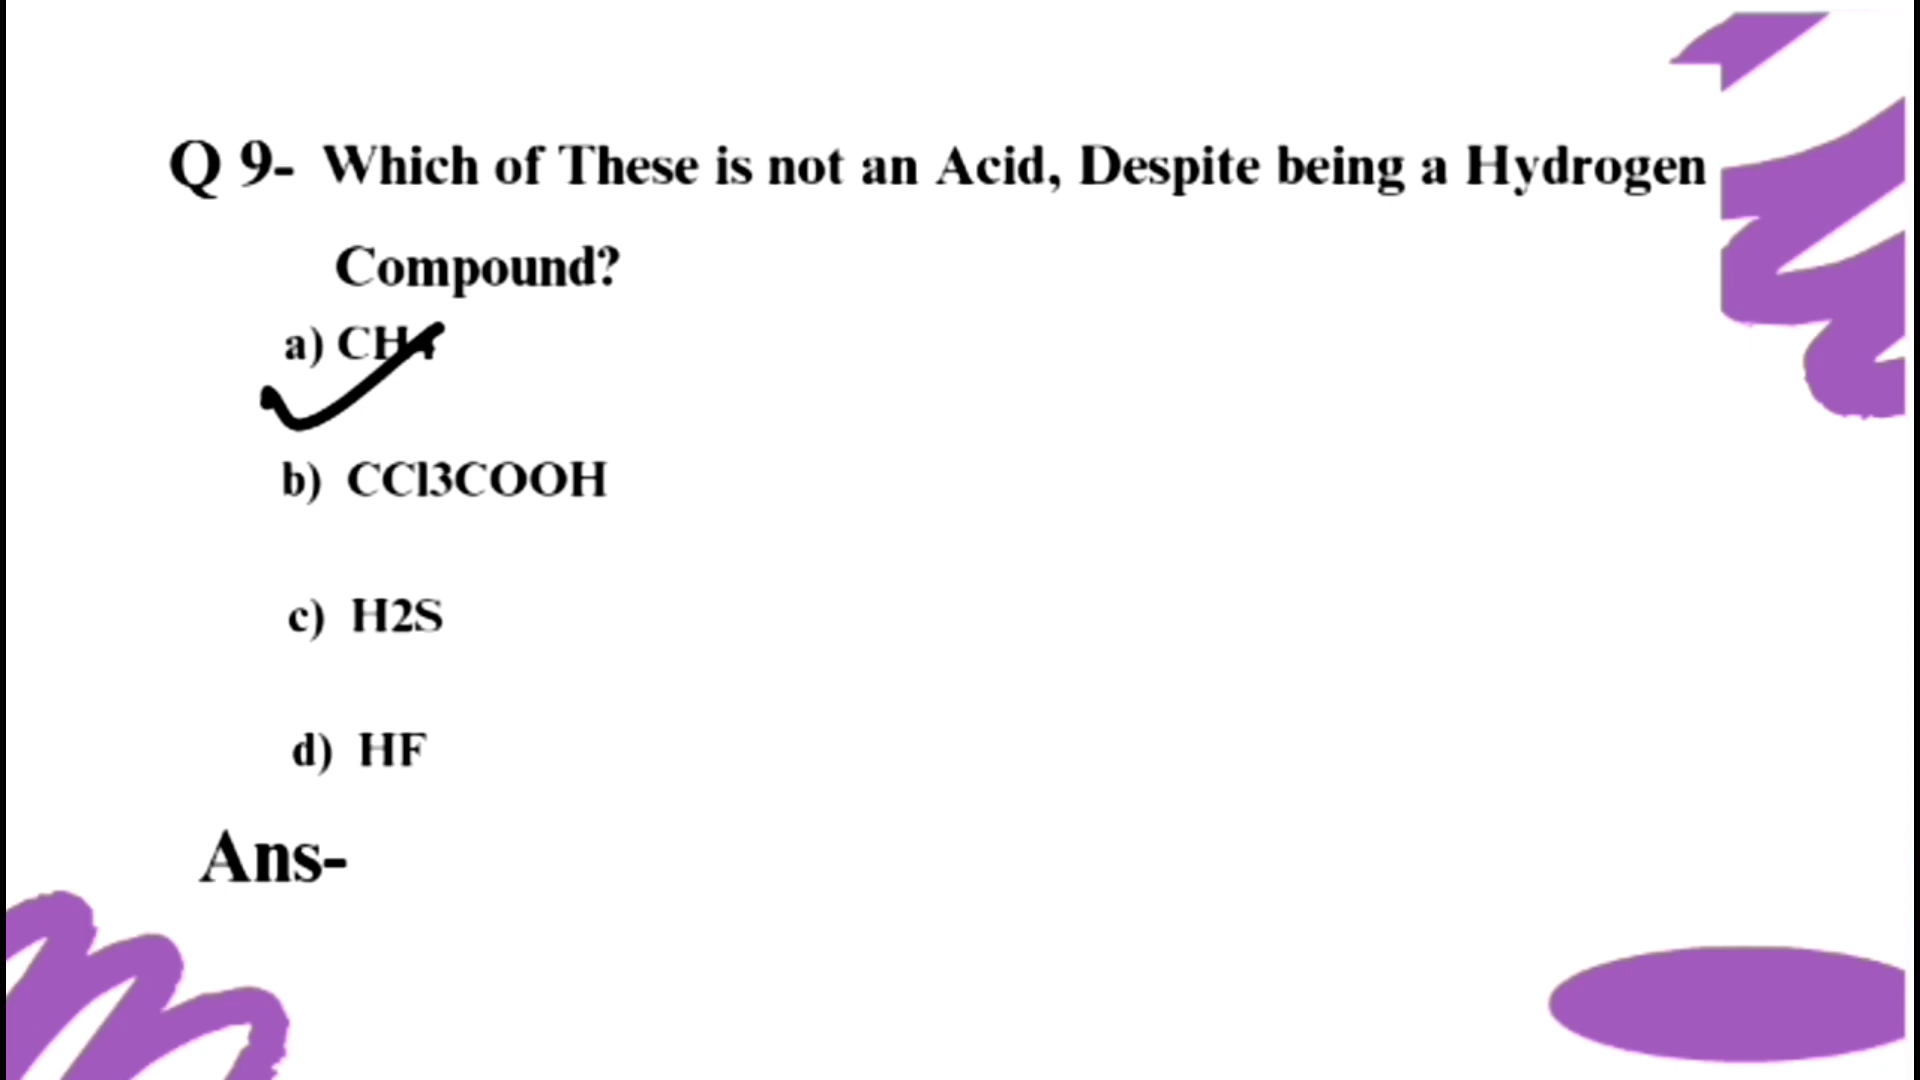 Q 9- Which of These is not an Acid, Despite being a Hydrogen
Compound?
a) CH4
b) CCl3COOH
c) H2S
d) HF
Ans-